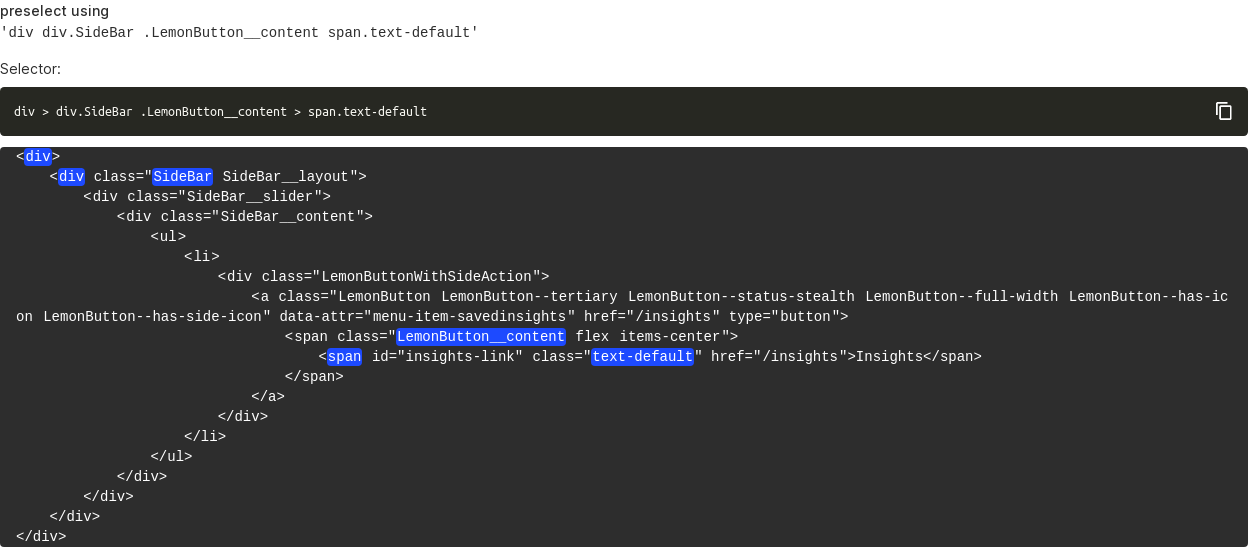 preselect using
'div div.SideBar .LemonButton__content span.text-default'
Selector:
div > div.SideBar .LemonButton__content > span.text-default
<div>
<div class="SideBar SideBar__layout">
<div class="SideBar__slider">
<div class="SideBar__content">
<ul>
<li>
<div class="LemonButtonWithSideAction">
<a class="LemonButton LemonButton--tertiary LemonButton--status-stealth LemonButton--full-width LemonButton--has-ic
on LemonButton--has-side-icon" data-attr="menu-item-savedinsights" href="/insights" type="button">
<span class="LemonButton__content flex items-center">
<span id="insights-link" class="text-default" href="/insights">Insights</span>
</span>
</a>
</div>
</li>
</ul>
</div>
</div>
</div>
</div>